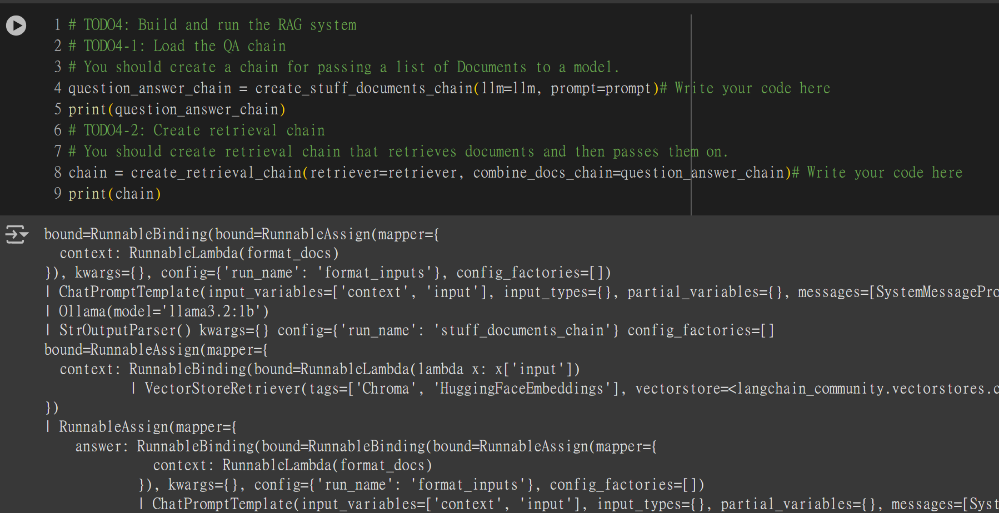 1 # TODO4: Build and run the RAG system
2 # TODO4-1: Load the QA chain
3 # You should create a chain for passing a list of Documents to a model.
4 question_answer_chain = create_stuff_documents_chain(llm=llm, prompt=prompt)# Write your code here
5 print(question_answer_chain)
6 # TODO4-2: Create retrieval chain
7 # You should create retrieval chain that retrieves documents and then passes them on.
8 chain = create_retrieval_chain(retriever=retriever, combine_docs_chain=question_answer_chain)# Write your code here
9 print(chain)
bound=RunnableBinding(bound=RunnableAssign(mapper={
  context: RunnableLambda(format_docs)
}), kwargs={}, config={'run_name': 'format_inputs'}, config_factories=[])
| ChatPromptTemplate(input_variables=['context', 'input'], input_types={}, partial_variables={}, messages=[SystemMessagePro
| Ollama(model='llama3.2:1b')
| StrOutputParser() kwargs={} config={'run_name': 'stuff_documents_chain'} config_factories=[]
bound=RunnableAssign(mapper={
  context: RunnableBinding(bound=RunnableLambda(lambda x: x['input'])
           | VectorStoreRetriever(tags=['Chroma', 'HuggingFaceEmbeddings'], vectorstore=<langchain_community.vectorstores.c
})
| RunnableAssign(mapper={
    answer: RunnableBinding(bound=RunnableBinding(bound=RunnableAssign(mapper={
              context: RunnableLambda(format_docs)
            }), kwargs={}, config={'run_name': 'format_inputs'}, config_factories=[])
            | ChatPromptTemplate(input_variables=['context', 'input'], input_types={}, partial_variables={}, messages=[Syst